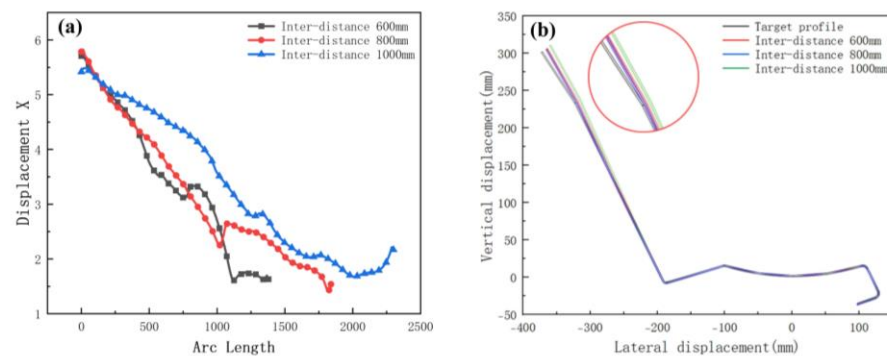 (a)
Inter-distance 600mm
Inter-distance 800mm
Inter-distance 1000mm
6
5
4
3
2
1
Displacement X
0
500
1000
1500
2000
2500
Arc Length
(b)
Target profile
Inter-distance 600mm
Inter-distance 800mm
Inter-distance 1000mm
350
300
250
200
150
100
50
0
-50
Vertical displacement(mm)
-400
-300
-200
-100
0
100
Lateral displacement(mm)